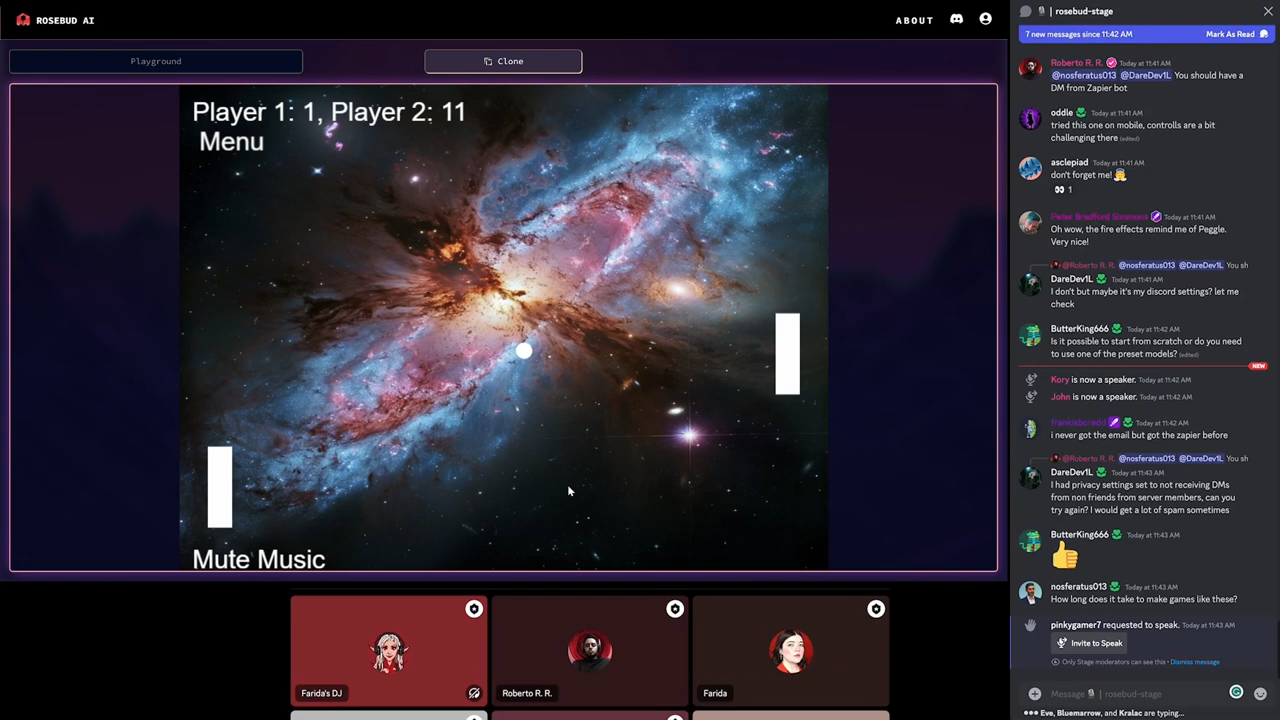 ROSEBUD AI
ABOUT
Playground
Clone
Player 1: 1, Player 2: 11
Menu
Mute Music
Farida's DJ
Roberto R. R.
Farida
| rosebud-stage
7 new messages since 11:42 AM
Mark As Read
Roberto R. R. Today at 11:41 AM
@nosferatus013 @DareDev1L You should have a
DM from Zapier bot
oddle Today at 11:41 AM
tried this one on mobile, controlls are a bit
challenging there (edited)
asclepiad Today at 11:41 AM
don't forget me!
1
Peter Bradford Simmons Today at 11:41 AM
Oh wow, the fire effects remind me of Peggle.
Very nice!
@Roberto R. R. @nosferatus013 @DareDev1L You sh
DareDev1L Today at 11:41 AM
I don't but maybe it's my discord settings? let me
check
ButterKing666 Today at 11:42 AM
Is it possible to start from scratch or do you need
to use one of the preset models? (edited)
NEW
Kory is now a speaker. Today at 11:42 AM
John is now a speaker. Today at 11:42 AM
Today at 11:42 AM
i never got the email but got the zapier before
@Roberto R. R. @nosferatus013 @DareDev1L You sh
DareDev1L Today at 11:43 AM
I had privacy settings set to not receiving DMs
from non friends from server members, can you
try again? I would get a lot of spam sometimes
ButterKing666 Today at 11:43 AM
nosferatus013 Today at 11:43 AM
How long does it take to make games like these?
pinkygamer7 requested to speak. Today at 11:43 AM
Invite to Speak
Only Stage moderators can see this • Dismiss message
Message | rosebud-stage
Eve, Bluemarrow, and Kralac are typing...